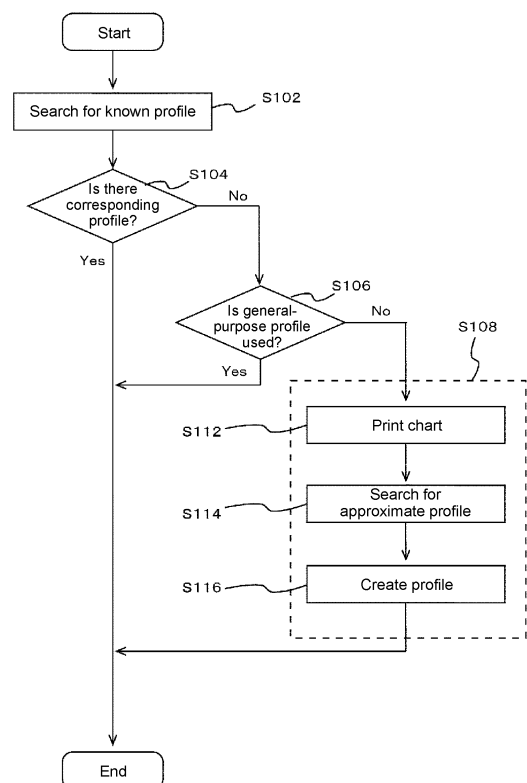 Start
Search for known profile
S102
S104
Is there
corresponding
profile?
No
Yes
S106
Is general-
purpose profile
used?
No
Yes
S108
S112
Print chart
S114
Search for
approximate profile
S116
Create profile
End